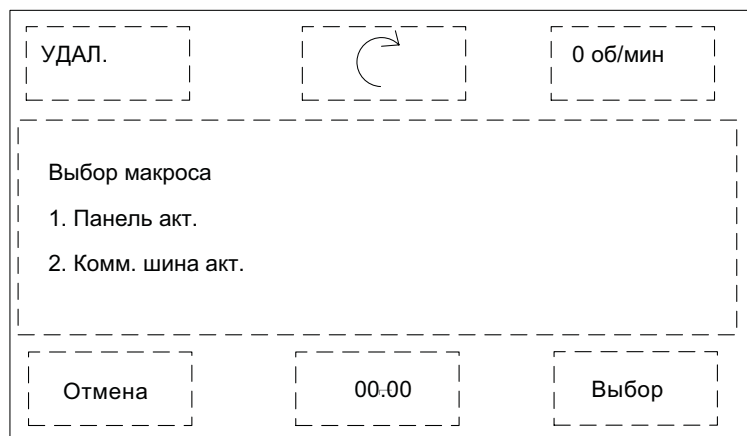 УДАЛ.
0 об/мин
Выбор макроса
1. Панель акт.
2. Комм. шина акт.
Отмена
00.00
Выбор